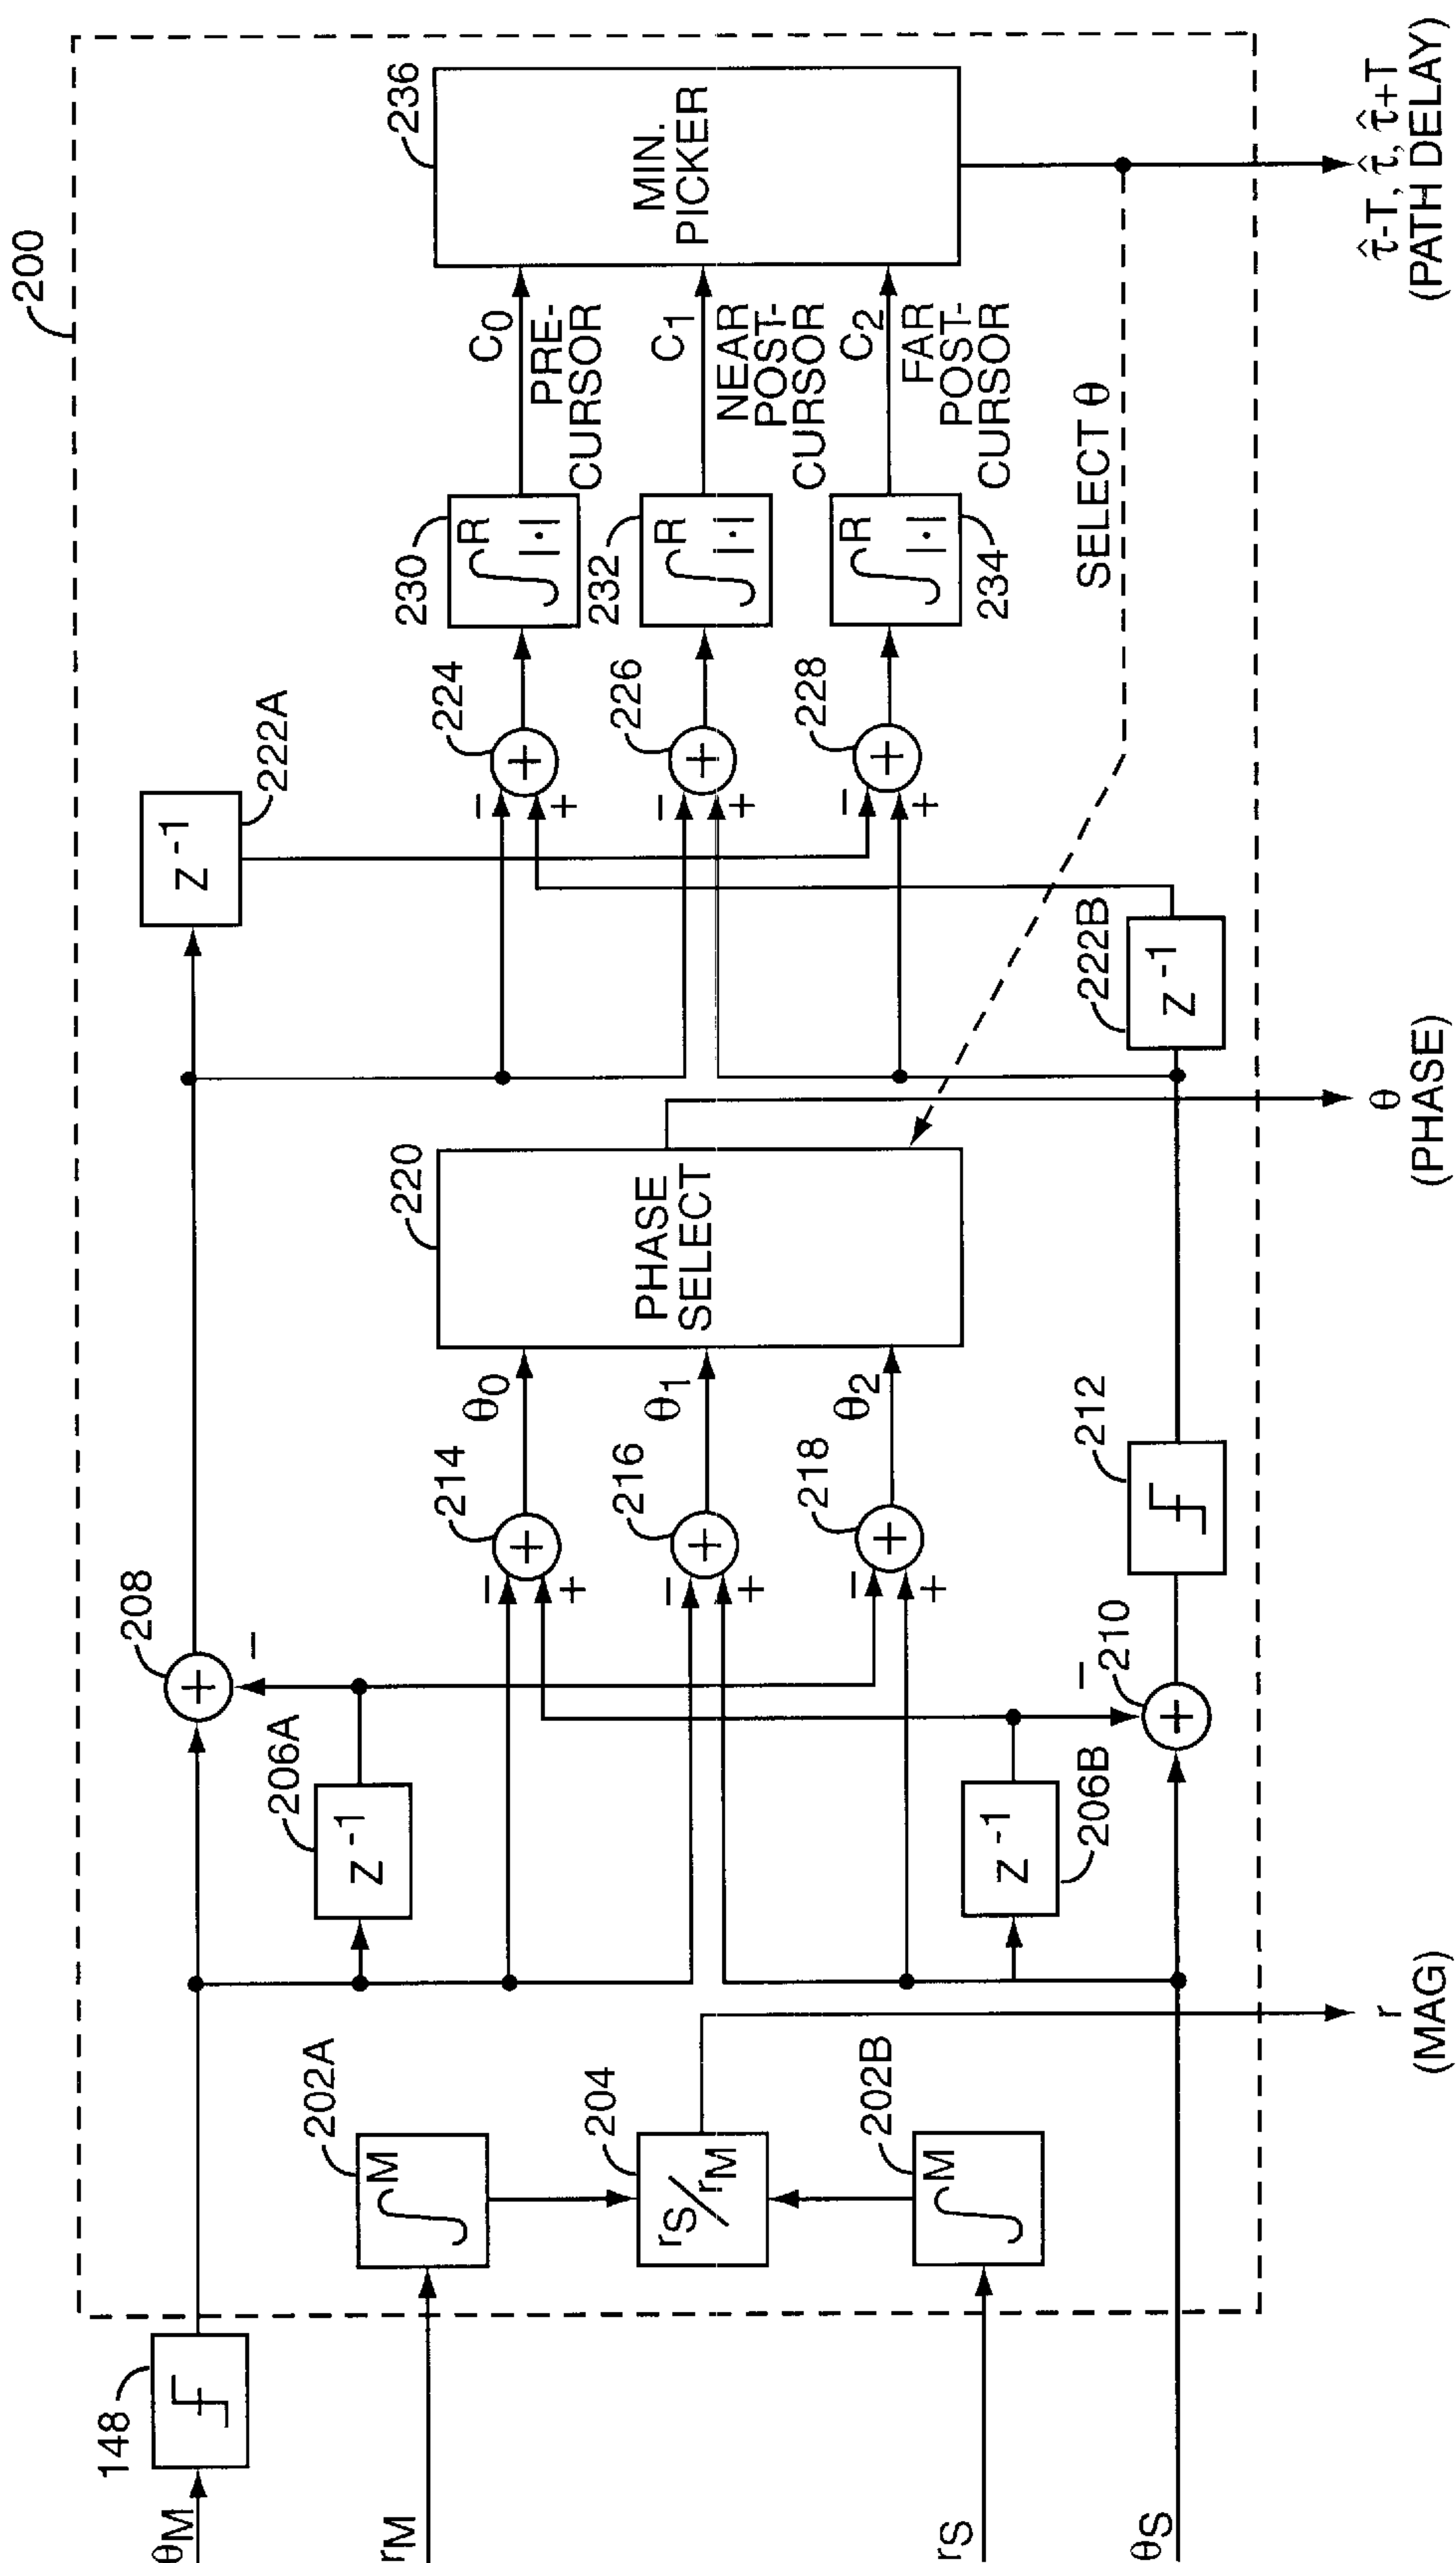 200
θM
148
208
222A
z -1
206A
z -1
rM
202A
∫M
230
∫R |·|
236
C0
PRE-
CURSOR
214
θ0
224
− +
204
rS/rM
216
θ1
220
PHASE
SELECT
226
− +
232
∫R |·|
C1
NEAR
POST-
CURSOR
MIN.
PICKER
218
θ2
228
− +
234
∫R |·|
C2
FAR
POST-
CURSOR
rS
202B
∫M
206B
z -1
SELECT θ
θS
210
212
222B
z -1
r
(MAG)
θ
(PHASE)
τ̂-T, τ̂, τ̂+T
(PATH DELAY)